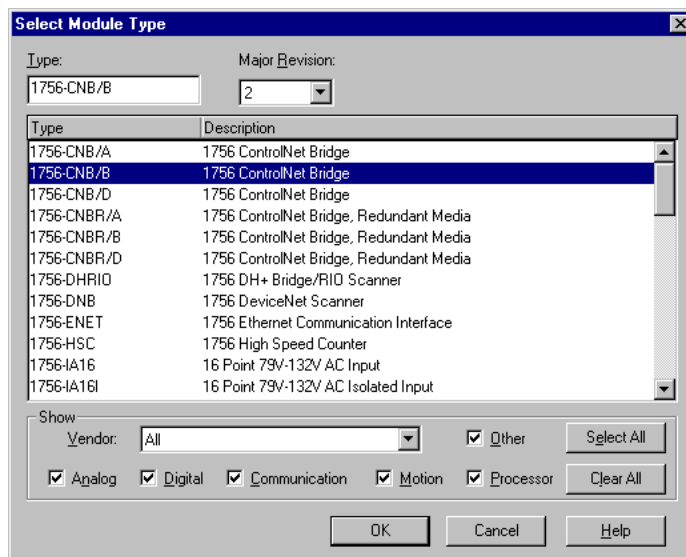 Select Module Type
Type: Major Revision:
1756-CNB/B 2
Type Description
1756-CNB/A 1756 ControlNet Bridge
1756-CNB/B 1756 ControlNet Bridge
1756-CNB/D 1756 ControlNet Bridge
1756-CNBR/A 1756 ControlNet Bridge, Redundant Media
1756-CNBR/B 1756 ControlNet Bridge, Redundant Media
1756-CNBR/D 1756 ControlNet Bridge, Redundant Media
1756-DHRIO 1756 DH+ Bridge/RIO Scanner
1756-DNB 1756 DeviceNet Scanner
1756-ENET 1756 Ethernet Communication Interface
1756-HSC 1756 High Speed Counter
1756-IA16 16 Point 79V-132V AC Input
1756-IA16I 16 Point 79V-132V AC Isolated Input
Show
Vendor: All Other Select All
Analog Digital Communication Motion Processor Clear All
OK Cancel Help